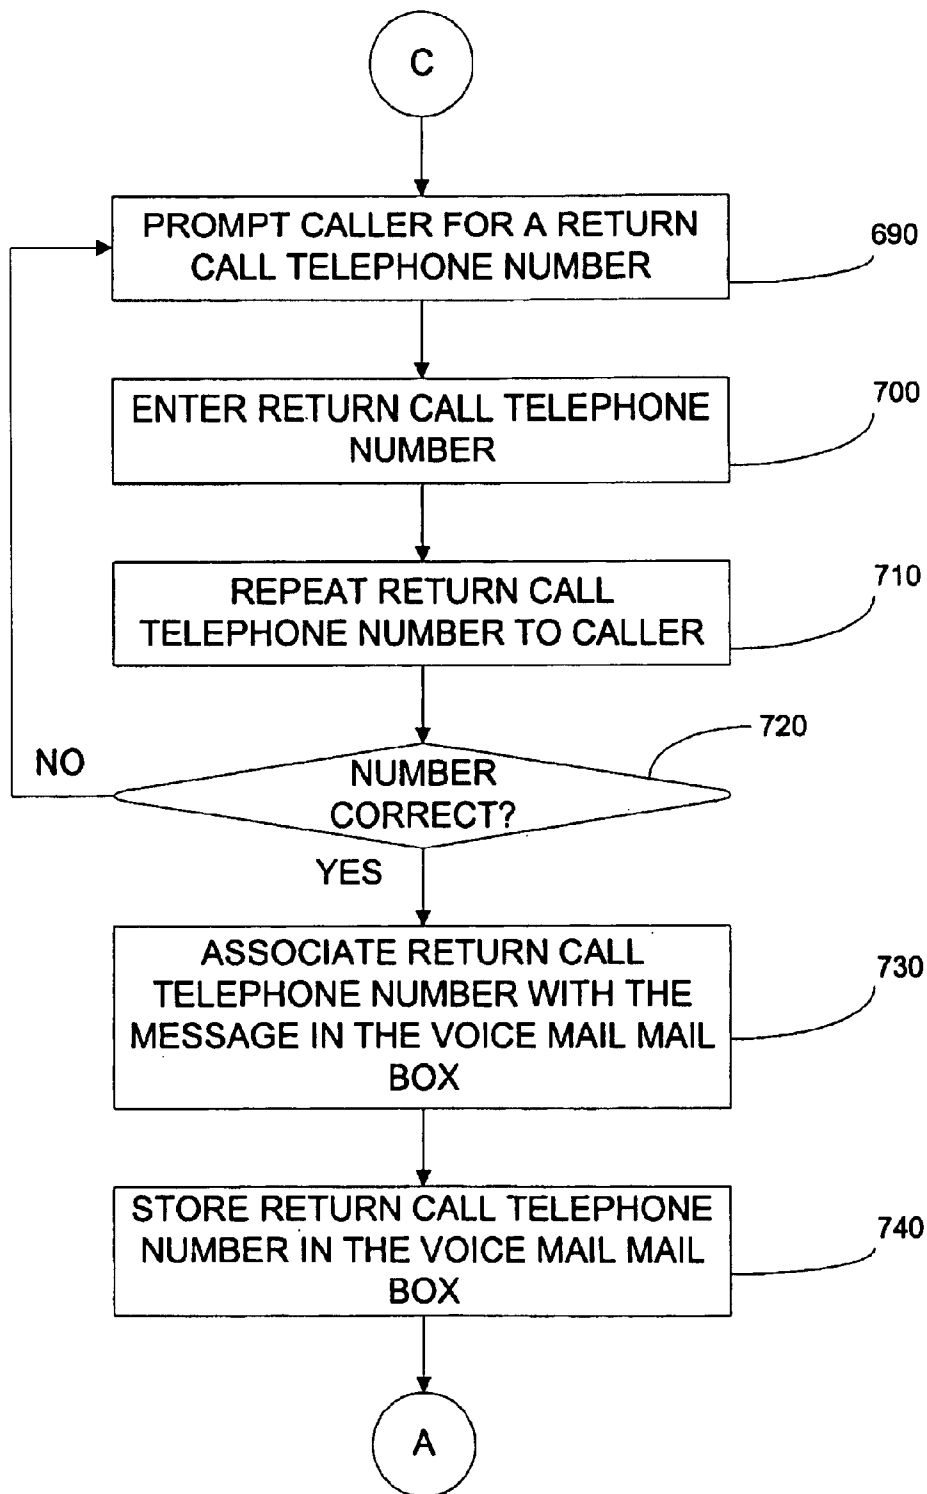 C
PROMPT CALLER FOR A RETURN
CALL TELEPHONE NUMBER
690
ENTER RETURN CALL TELEPHONE
NUMBER
700
REPEAT RETURN CALL
TELEPHONE NUMBER TO CALLER
710
720
NO
NUMBER
CORRECT?
YES
ASSOCIATE RETURN CALL
TELEPHONE NUMBER WITH THE
MESSAGE IN THE VOICE MAIL MAIL
BOX
730
STORE RETURN CALL TELEPHONE
NUMBER IN THE VOICE MAIL MAIL
BOX
740
A